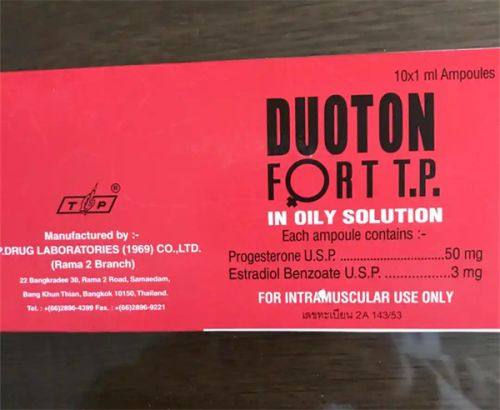 10x1 ml Ampoules
DUOTON
FORT T.P.
IN OILY SOLUTION
Each ampoule contains :-
Progesterone U.S.P. ..............................50 mg
Estradiol Benzoate U.S.P. ..................3 mg
FOR INTRAMUSCULAR USE ONLY
เลขทะเบียน 2A 143/53
T P ®
Manufactured by :-
P.DRUG LABORATORIES (1969) CO.,LTD.
(Rama 2 Branch)
22 Bangkradee 30, Rama 2 Road, Samaedam,
Bang Khun Thian, Bangkok 10150, Thailand.
Tel. : +(66)2896-4399 Fax. : +(66)2896-9221